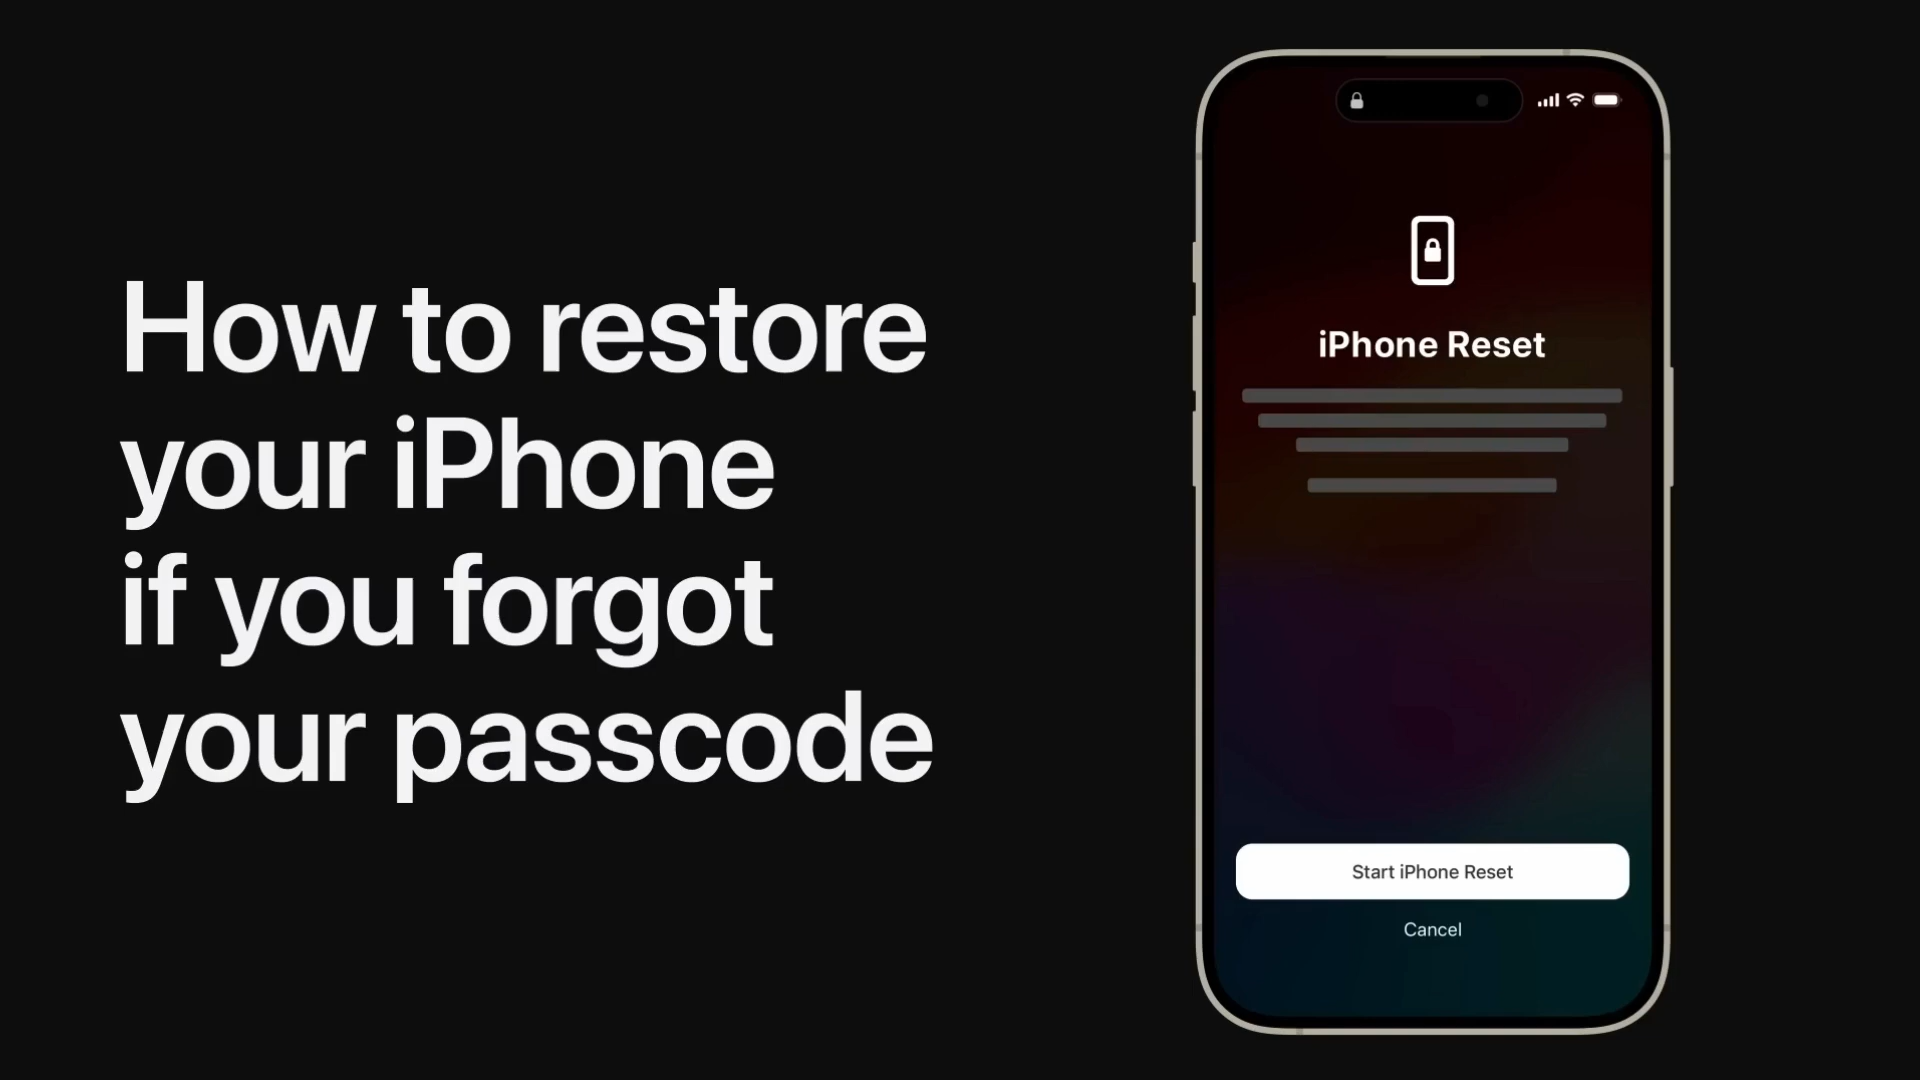 How to restore
your iPhone
if you forgot
your passcode
iPhone Reset
Start iPhone Reset
Cancel